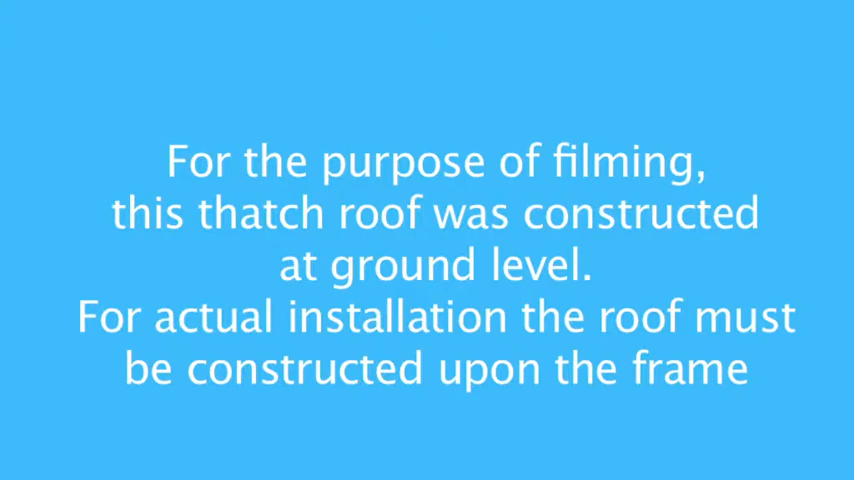 For the purpose of filming,
this thatch roof was constructed
at ground level.
For actual installation the roof must
be constructed upon the frame